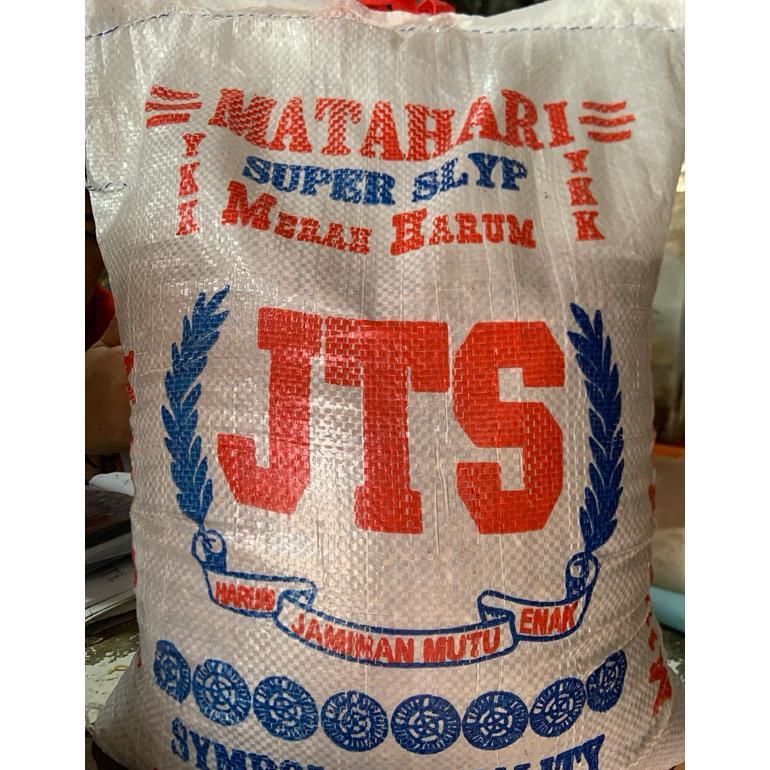 MATAHARI
YKK
SUPER SLYP
YKK
MERAH HARUM
JTS
HARUM
JAMINAN MUTU
ENAK